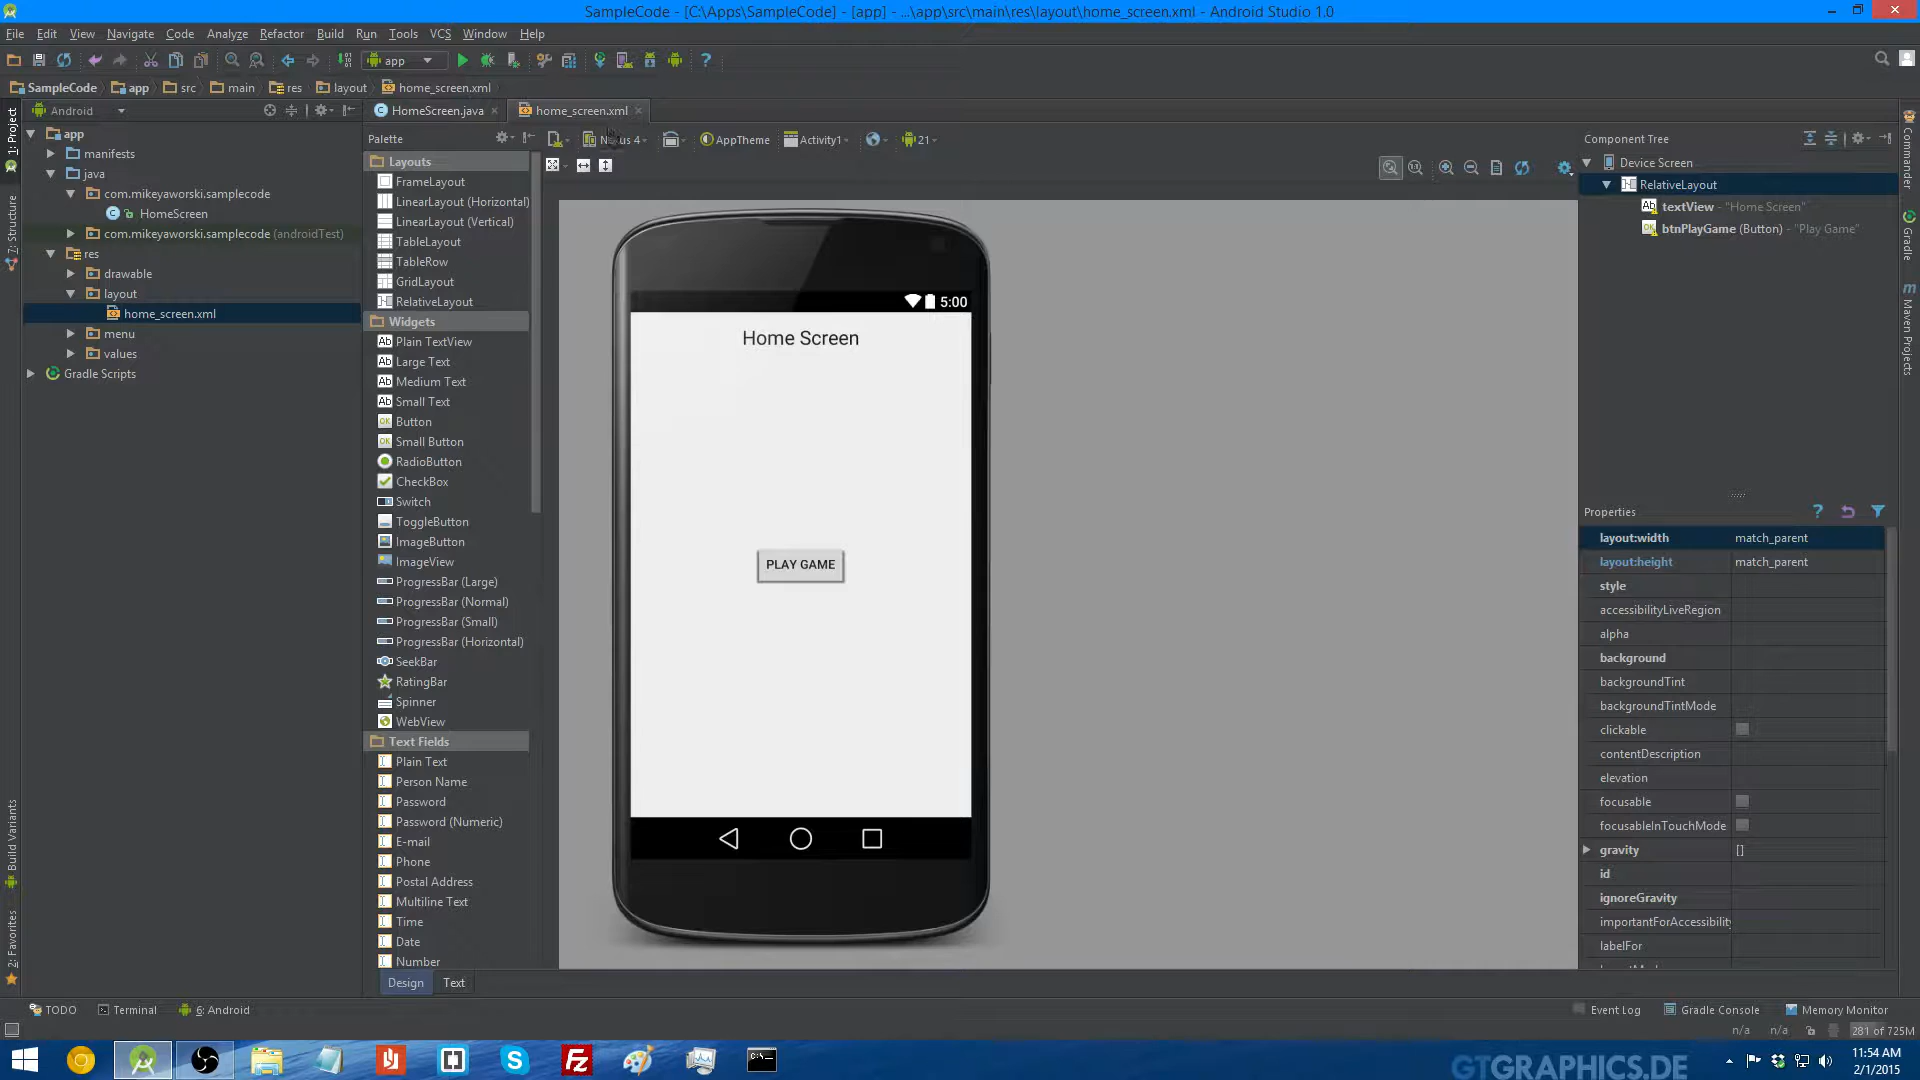 SampleCode - [C:\Apps\SampleCode] - [app] - ...\app\src\main\res\layout\home_screen.xml - Android Studio 1.0
File Edit View Navigate Code Analyze Refactor Build Run Tools VCS Window Help
app
SampleCode app src main res layout home_screen.xml
Android
HomeScreen.java
home_screen.xml
1: Project
7: Structure
Build Variants
2: Favorites
app
manifests
java
com.mikeyaworski.samplecode
HomeScreen
com.mikeyaworski.samplecode (androidTest)
res
drawable
layout
home_screen.xml
menu
values
Gradle Scripts
Palette
Layouts
FrameLayout
LinearLayout (Horizontal)
LinearLayout (Vertical)
TableLayout
TableRow
GridLayout
RelativeLayout
Widgets
Plain TextView
Large Text
Medium Text
Small Text
Button
Small Button
RadioButton
CheckBox
Switch
ToggleButton
ImageButton
ImageView
ProgressBar (Large)
ProgressBar (Normal)
ProgressBar (Small)
ProgressBar (Horizontal)
SeekBar
RatingBar
Spinner
WebView
Text Fields
Plain Text
Person Name
Password
Password (Numeric)
E-mail
Phone
Postal Address
Multiline Text
Time
Date
Number
Design Text
4 AppTheme Activity1 21
5:00
Home Screen
PLAY GAME
Component Tree
Device Screen
RelativeLayout
textView - "Home Screen"
btnPlayGame (Button) - "Play Game"
Properties
layout:width match_parent
layout:height match_parent
style
accessibilityLiveRegion
alpha
background
backgroundTint
backgroundTintMode
clickable
contentDescription
elevation
focusable
focusableInTouchMode
gravity []
id
ignoreGravity
importantForAccessibility
labelFor
Commander
Gradle
Maven Projects
TODO Terminal 6: Android
Event Log Gradle Console Memory Monitor
n/a n/a 281 of 725M
GTGRAPHICS.DE
11:54 AM
2/1/2015